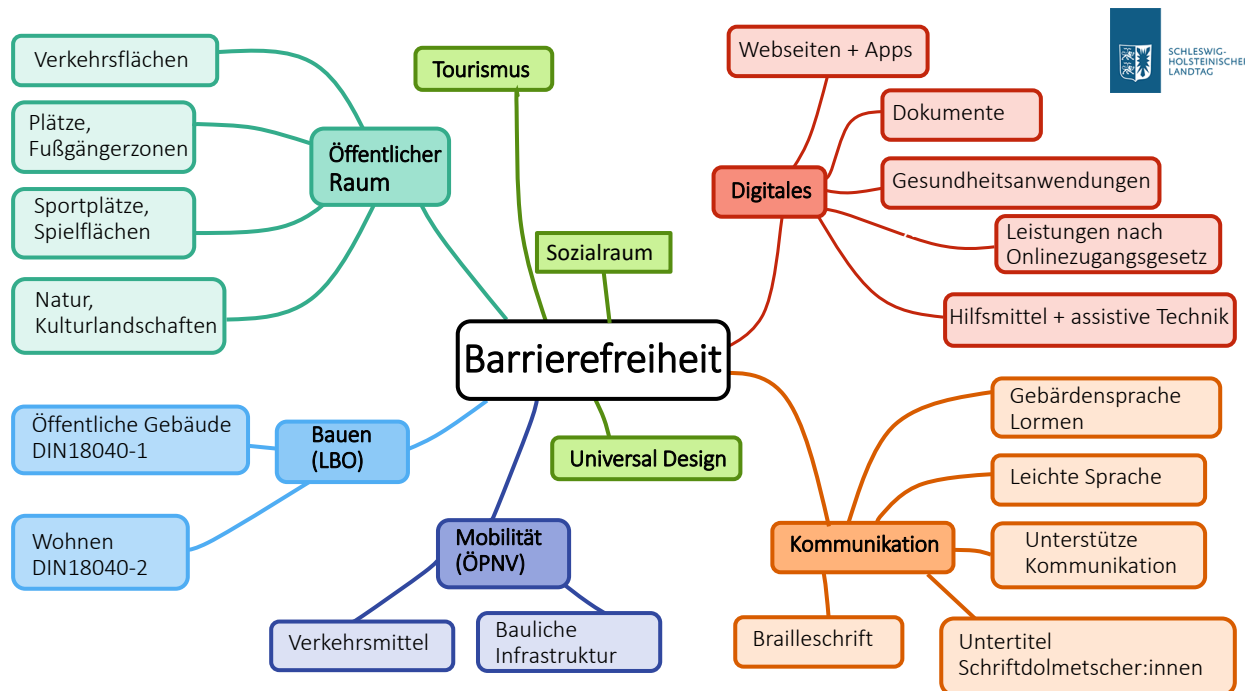 Verkehrsflächen
Plätze,
Fußgängerzonen
Sportplätze,
Spielflächen
Natur,
Kulturlandschaften
Öffentlicher
Raum
Tourismus
Sozialraum
Webseiten + Apps
Dokumente
Gesundheitsanwendungen
Leistungen nach
Onlinezugangsgesetz
Hilfsmittel + assistive Technik
Digitales
SCHLESWIG-
HOLSTEINISCHER
LANDTAG
Barrierefreiheit
Öffentliche Gebäude
DIN18040-1
Wohnen
DIN18040-2
Bauen
(LBO)
Universal Design
Mobilität
(ÖPNV)
Verkehrsmittel
Bauliche
Infrastruktur
Kommunikation
Gebärdensprache
Lormen
Leichte Sprache
Unterstütze
Kommunikation
Untertitel
Schriftdolmetscher:innen
Brailleschrift